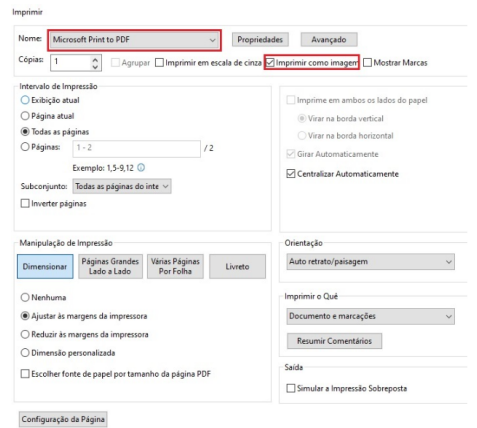 Imprimir
Nome: Microsoft Print to PDF Propriedades Avançado
Cópias: 1 Agrupar Imprimir em escala de cinza Imprimir como imagem Mostrar Marcas
Intervalo de Impressão
Exibição atual
Página atual
Todas as páginas
Páginas: 1 - 2 / 2
Exemplo: 1,5-9,12
Subconjunto: Todas as páginas do inte
Inverter páginas
Imprime em ambos os lados do papel
Virar na borda vertical
Virar na borda horizontal
Girar Automaticamente
Centralizar Automaticamente
Manipulação de Impressão
Dimensionar
Páginas Grandes
Lado a Lado
Várias Páginas
Por Folha
Livreto
Nenhuma
Ajustár às margens da impressora
Reduzir às margens da impressora
Dimensão personalizada
Escolher fonte de papel por tamanho da página PDF
Orientação
Auto retrato/paisagem
Imprimir o Quê
Documento e marcações
Resumir Comentários
Saída
Simular a Impressão Sobreposta
Configuração da Página